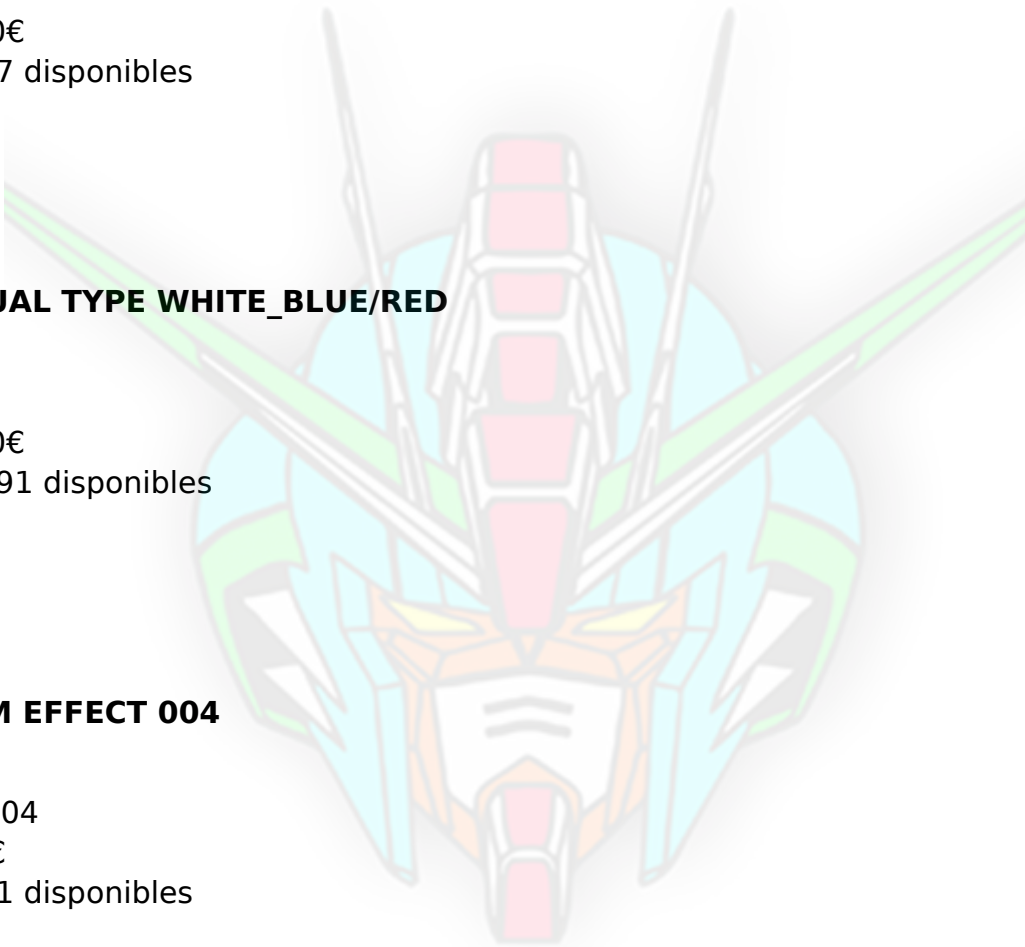 0€
7 disponibles
UAL TYPE WHITE_BLUE/RED
0€
91 disponibles
M EFFECT 004
04
€
1 disponibles